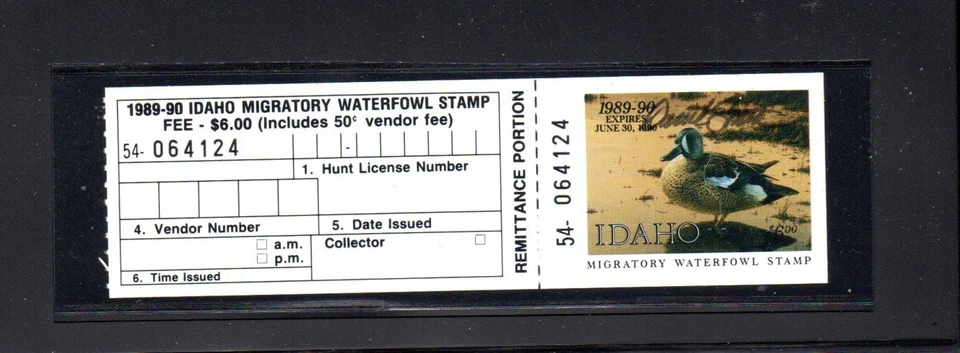 1989-90 IDAHO MIGRATORY WATERFOWL STAMP
FEE - $6.00 (Includes 50¢ vendor fee)
54- 064124
-
1. Hunt License Number
4. Vendor Number
5. Date Issued
a.m.
p.m.
Collector
6. Time Issued
REMITTANCE PORTION
54- 064124
1989-90
EXPIRES
JUNE 30, 1990
IDAHO
$6.00
MIGRATORY WATERFOWL STAMP